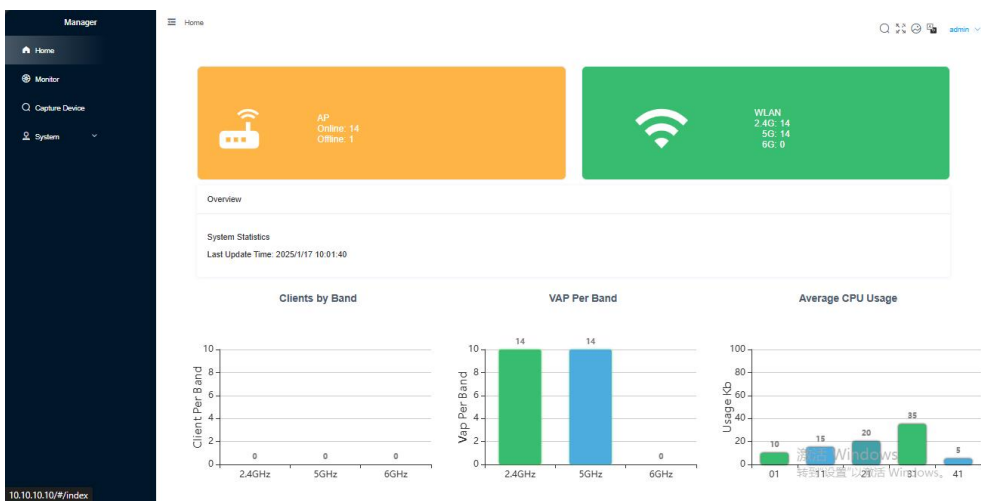 Manager
Home
Monitor
Capture Device
System
Home
admin
AP
Online: 14
Offline: 1
WLAN
2.4G: 14
5G: 14
6G: 0
Overview
System Statistics
Last Update Time: 2025/1/17 10:01:40
Clients by Band
Client Per Band
10
8
6
4
2
0
0
0
0
2.4GHz
5GHz
6GHz
VAP Per Band
Vap Per Band
10
8
6
4
2
0
14
14
0
2.4GHz
5GHz
6GHz
Average CPU Usage
Usage Kb
100
80
60
40
20
0
10
15
20
35
5
01
11
21
31
41
激活 Windows
转到"设置"以激活 Windows。
10.10.10.10/#/index